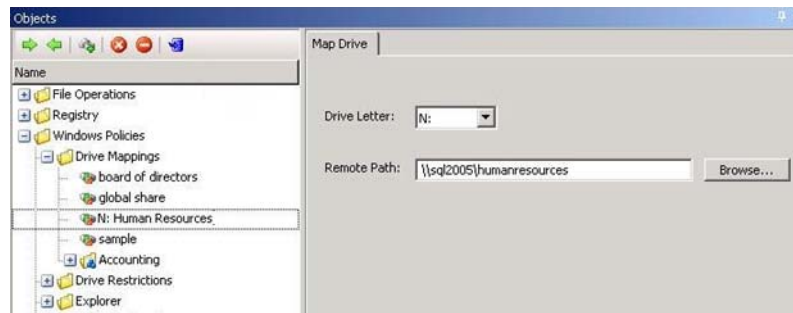 Objects
Name
File Operations
Registry
Windows Policies
Drive Mappings
board of directors
global share
N: Human Resources
sample
Accounting
Drive Restrictions
Explorer
Map Drive
Drive Letter: N:
Remote Path: \\sql2005\humanresources Browse...